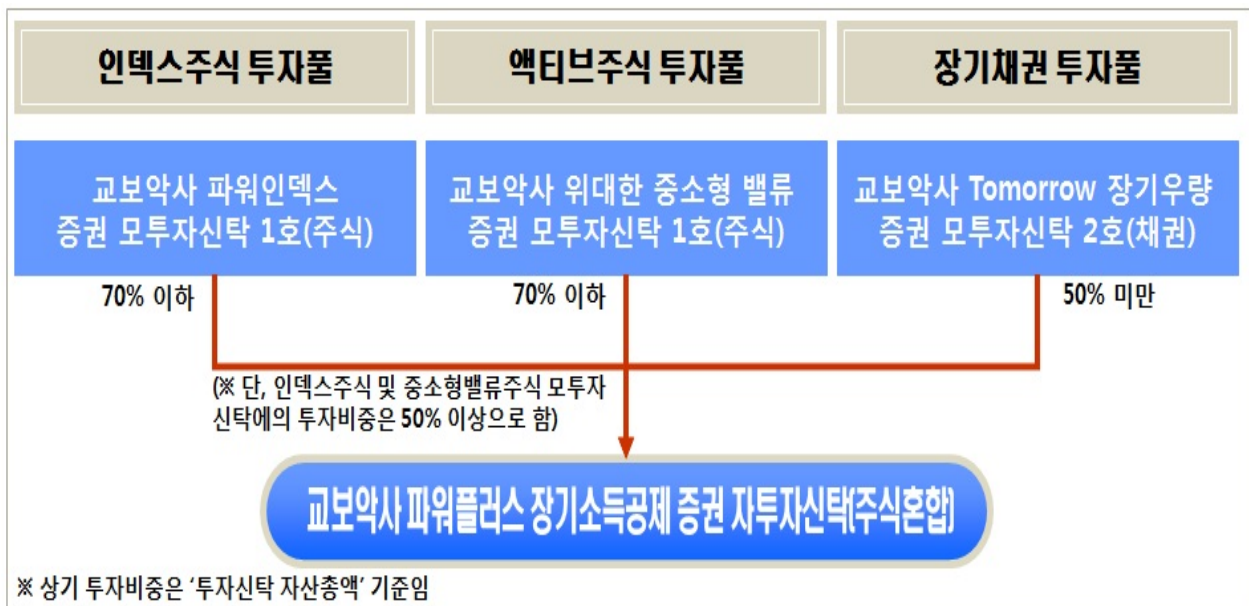 인덱스주식 투자풀
액티브주식 투자풀
장기채권 투자풀
교보악사 파워인덱스
증권 모투자신탁 1호(주식)
교보악사 위대한 중소형 밸류
증권 모투자신탁 1호(주식)
교보악사 Tomorrow 장기우량
증권 모투자신탁 2호(채권)
70% 이하
70% 이하
50% 미만
(※ 단, 인덱스주식 및 중소형밸류주식 모투자
신탁에의 투자비중은 50% 이상으로 함)
교보악사 파워플러스 장기소득공제 증권 자투자신탁(주식혼합)
※ 상기 투자비중은 ‘투자신탁 자산총액’ 기준임